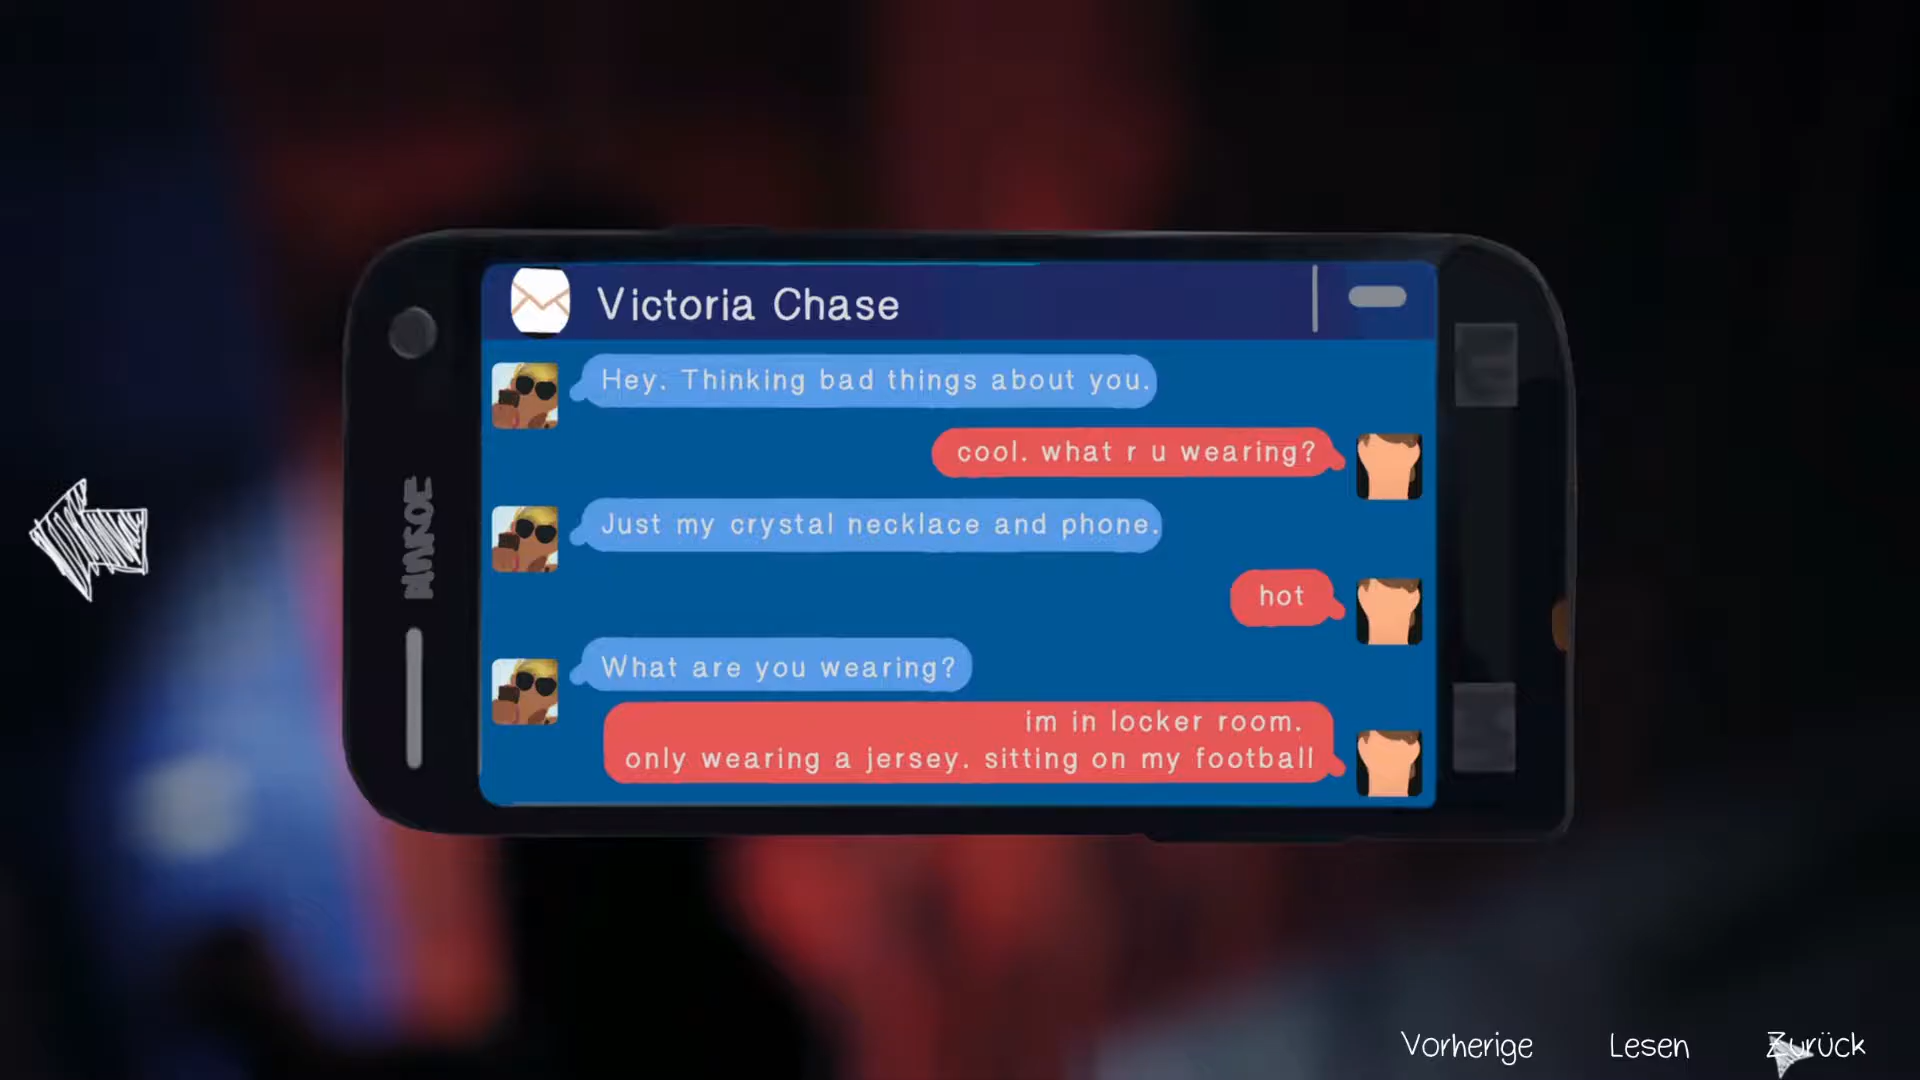 Victoria Chase
Hey. Thinking bad things about you.
cool. what r u wearing?
Just my crystal necklace and phone.
hot
What are you wearing?
im in locker room.
only wearing a jersey. sitting on my football
Vorherige
Lesen
Zurück